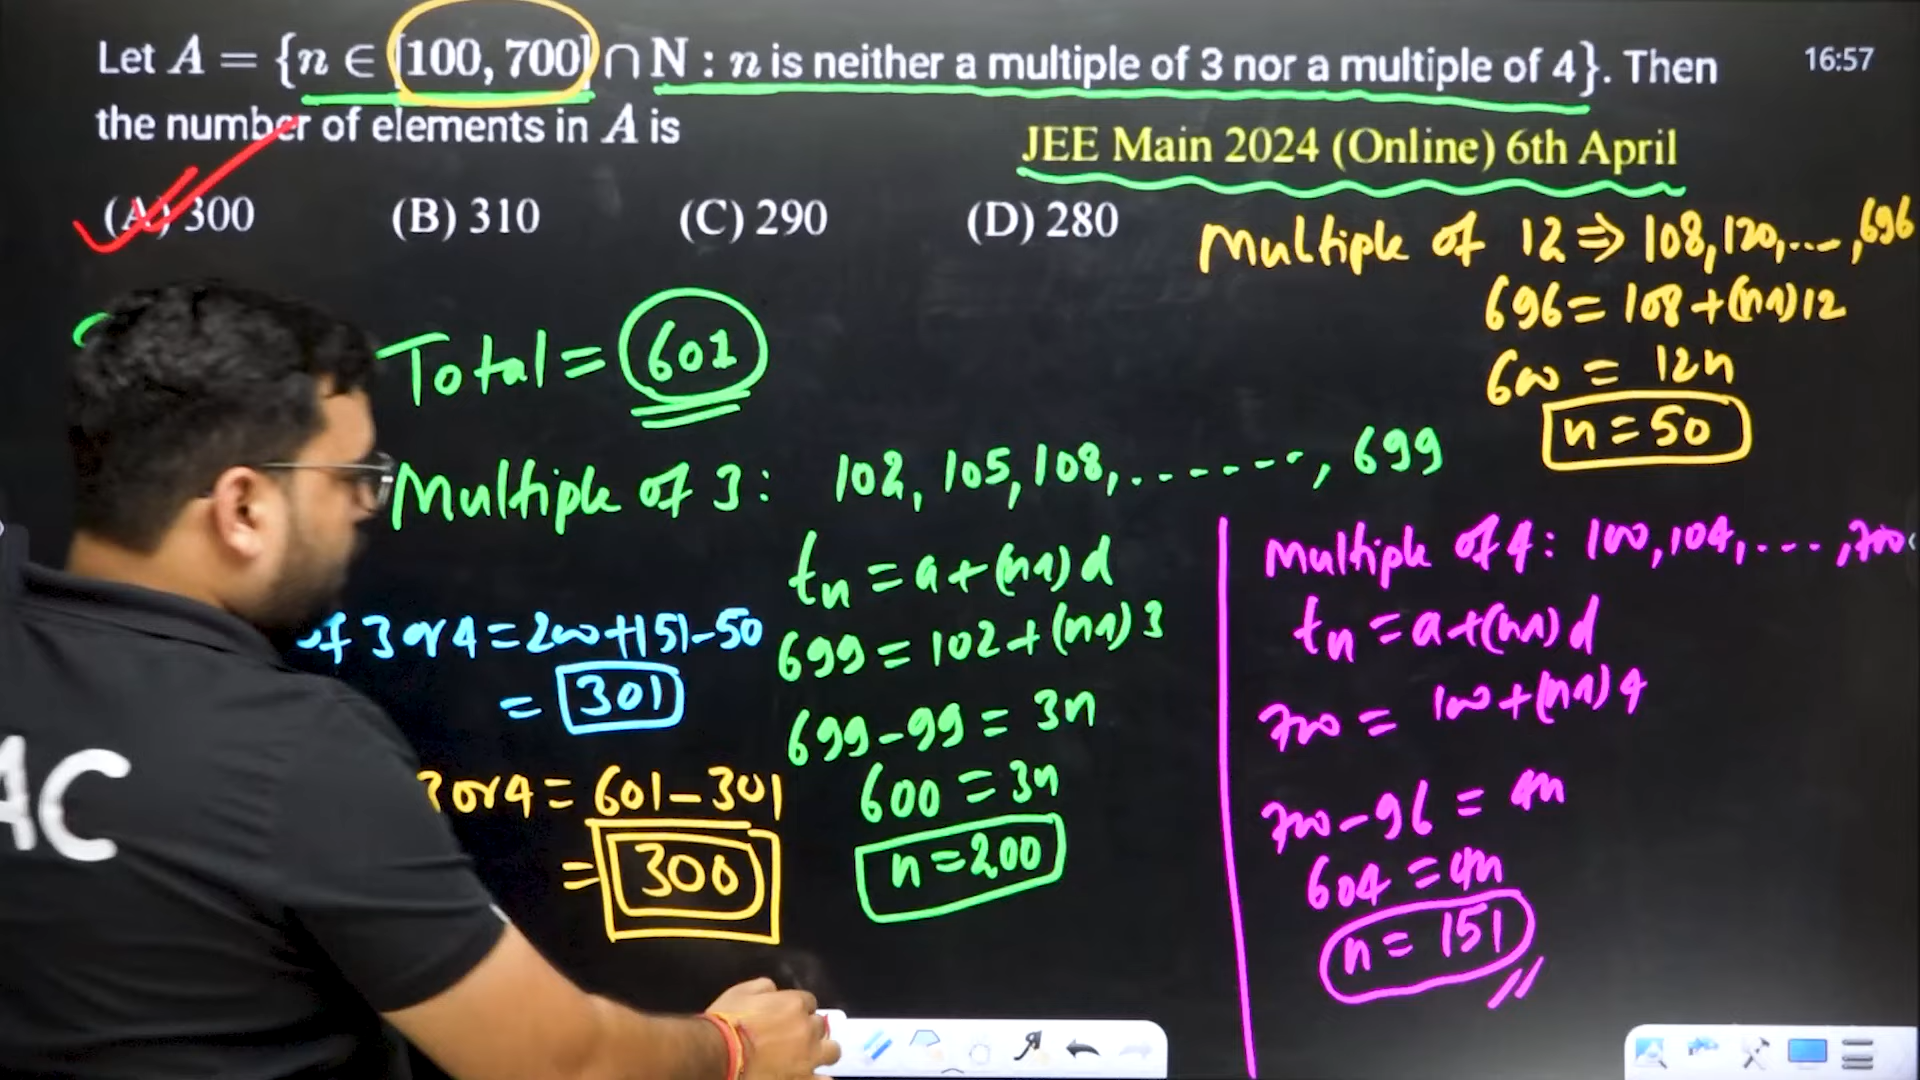 Let A = {n ∈ [100, 700] ∩ N : n is neither a multiple of 3 nor a multiple of 4}. Then
16:57
the number of elements in A is
JEE Main 2024 (Online) 6th April
(A) 300 (B) 310 (C) 290 (D) 280
Multiple of 12 ⇒ 108, 120, ...., 696
696 = 108 + (n-1)12
600 = 12n
n = 50
Total = 601
Multiple of 3 : 102, 105, 108, ......., 699
tn = a + (n-1) d
699 = 102 + (n-1) 3
699 - 99 = 3n
600 = 3n
n = 200
Multiple of 4 : 100, 104, ...., 700
tn = a + (n-1) d
700 = 100 + (n-1) 4
700 - 96 = 4n
604 = 4n
n = 151
of 3 or 4 = 200 + 151 - 50
= 301
3 or 4 = 601 - 301
= 300
AC